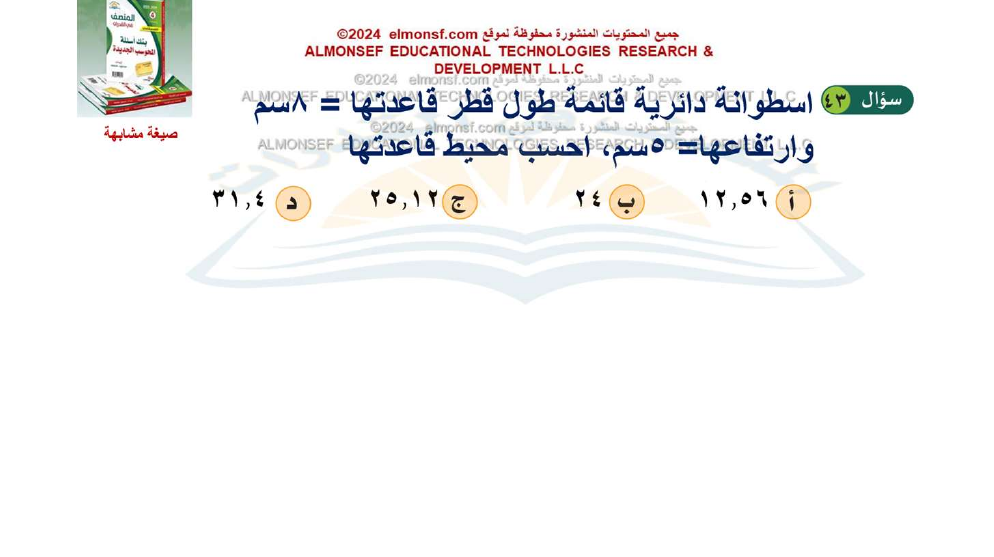 جميع المحتويات المنشورة محفوظة لموقع elmonsf.com ©2024
ALMONSEF EDUCATIONAL TECHNOLOGIES RESEARCH &
DEVELOPMENT L.L.C
جميع المحتويات المنشورة محفوظة لموقع elmonsf.com ©2024
ALMONSEF EDUCATIONAL TECHNOLOGIES RESEARCH & DEVELOPMENT L.L.C
سؤال ٤٣ اسطوانة دائرية قائمة طول قطر قاعدتها = ٨سم
جميع المحتويات المنشورة محفوظة لموقع elmonsf.com ©2024
ALMONSEF EDUCATIONAL TECHNOLOGIES RESEARCH & DEVELOPMENT L.L.C
وارتفاعها= ٥سم، احسب محيط قاعدتها
أ ١٢,٥٦ ب ٢٤ ج ٢٥,١٢ د ٣١,٤
المنصف
بنك أسئلة
المحوسب الجديدة
صيغة مشابهة